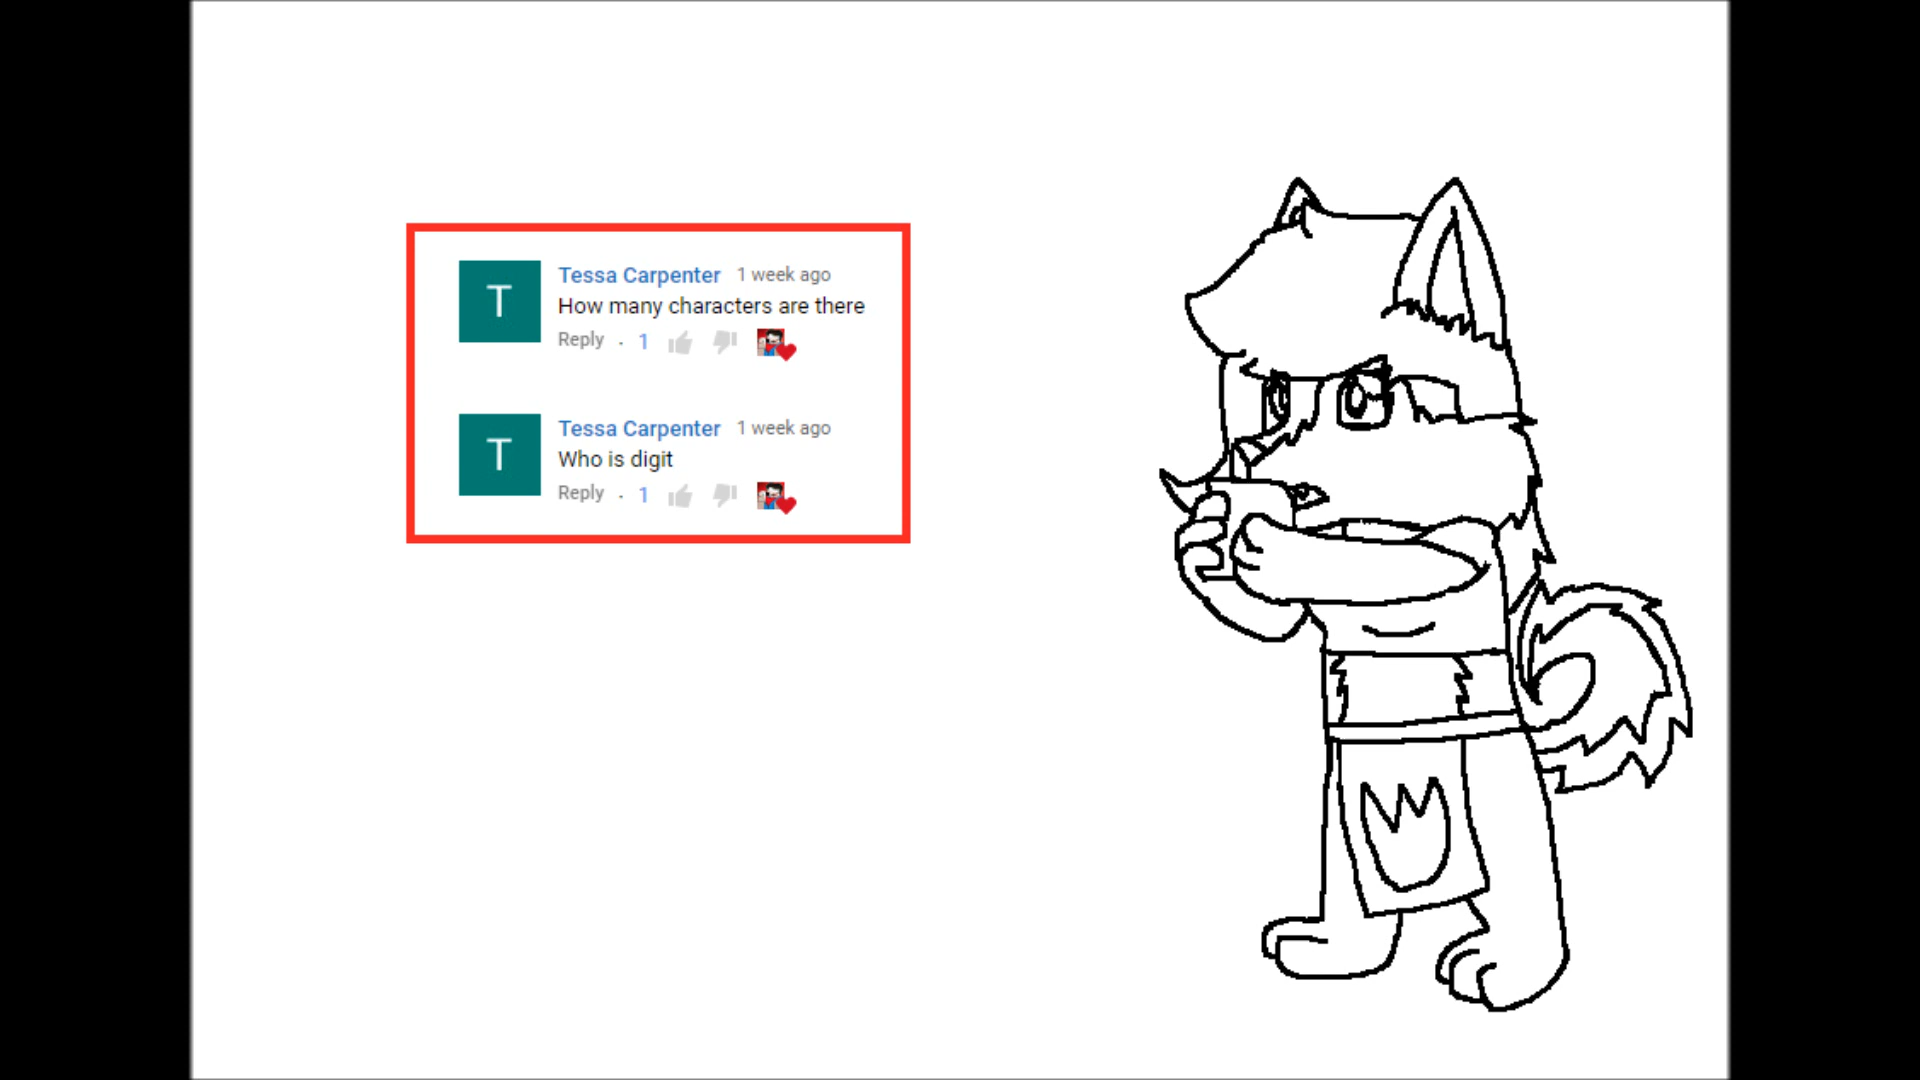 T
Tessa Carpenter 1 week ago
How many characters are there
Reply · 1
T
Tessa Carpenter 1 week ago
Who is digit
Reply · 1